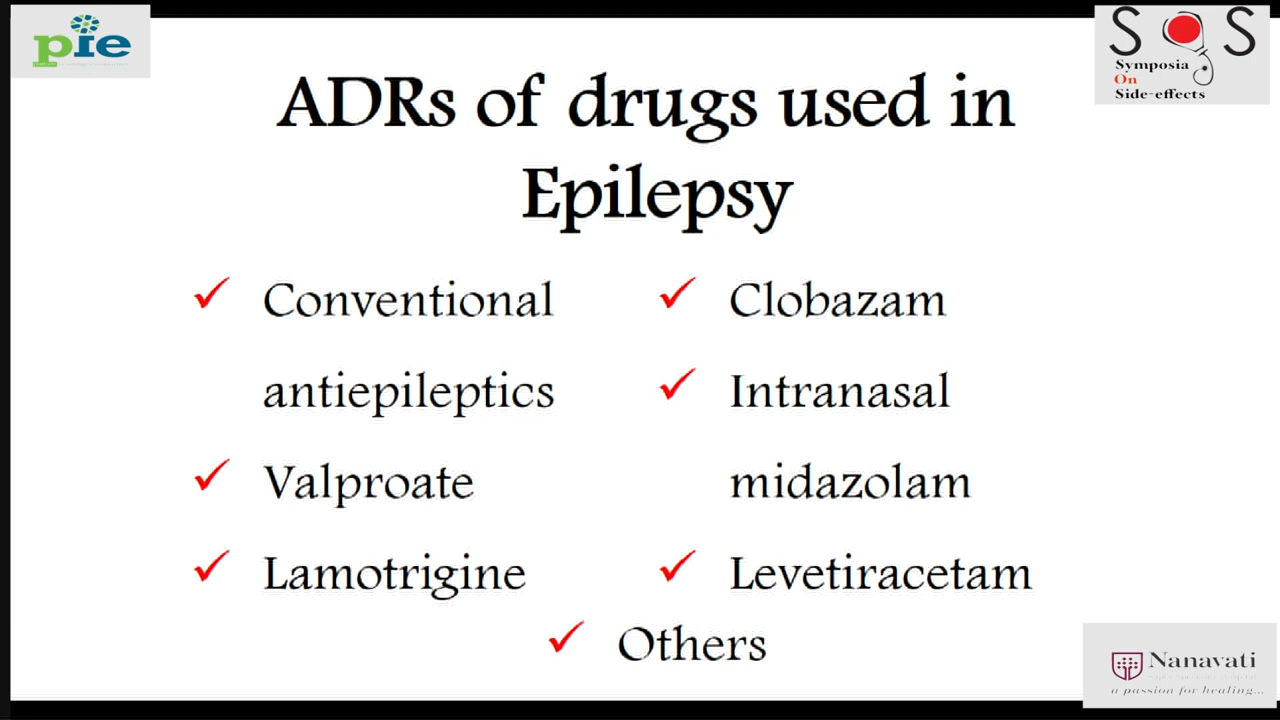 pie
S S
Symposia
On
Side-effects
ADRs of drugs used in
Epilepsy
Conventional
antiepileptics
Valproate
Lamotrigine
Clobazam
Intranasal
midazolam
Levetiracetam
Others
Nanavati
a passion for healing...